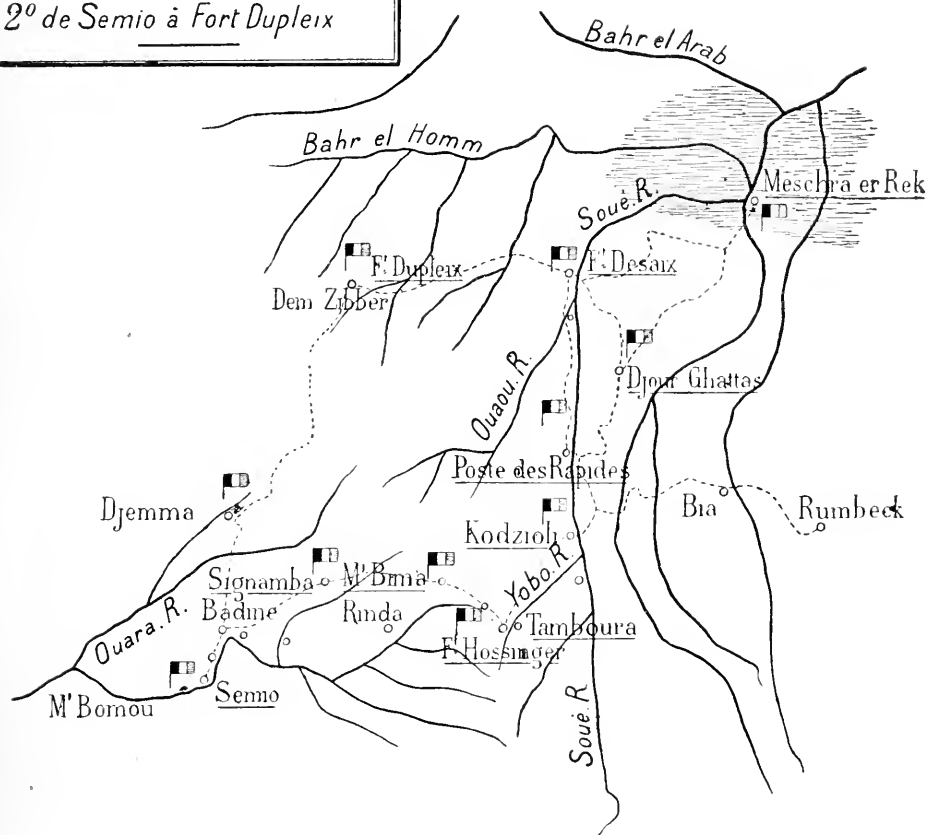 2º de Semio à Fort Dupleix
Bahr el Arab
Bahr el Homm
Meschra er Rek
Soué. R.
Fᵗ Dupleix
Fᵗ Desaix
Dem Zibber
Djour Ghattas
Ouaou. R.
Poste des Rapides
Djemma
Bia
Rumbeck
Kodzioli
Signamba
M'Bima
Yobo. R.
Badine
Rinda
Tamboura
Fᵗ Hossinger
Ouara. R.
Semio
M'Bomou
Soué. R